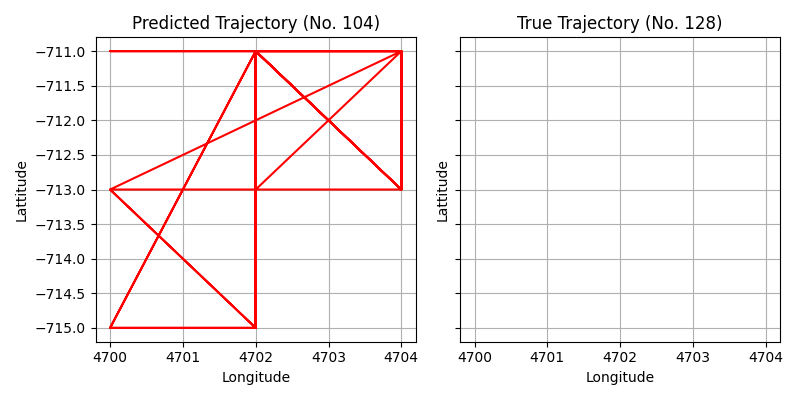 Predicted Trajectory (No. 104)
True Trajectory (No. 128)
−711.0
−711.5
−712.0
−712.5
−713.0
−713.5
−714.0
−714.5
−715.0
Lattitude
Lattitude
4700 4701 4702 4703 4704
4700 4701 4702 4703 4704
Longitude
Longitude